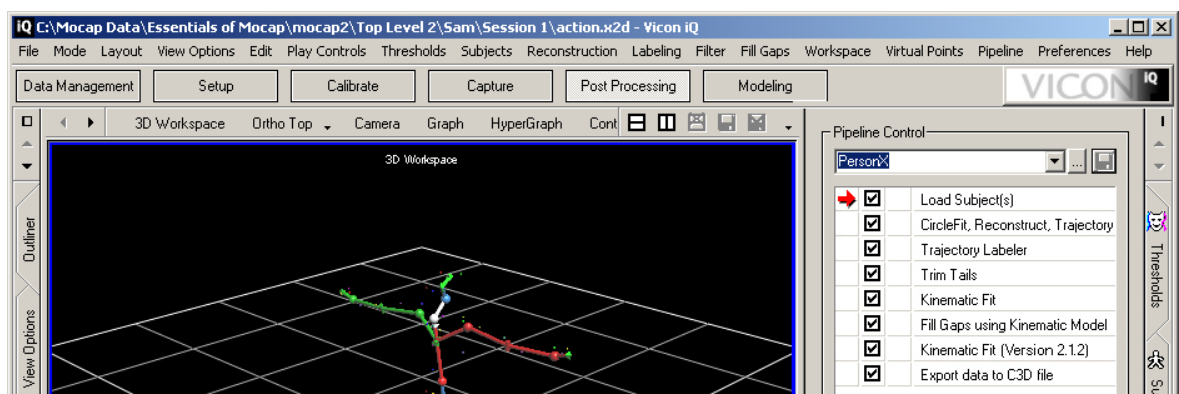 iQ C:\Mocap Data\Essentials of Mocap\mocap2\Top Level 2\Sam\Session 1\action.x2d - Vicon iQ
File Mode Layout View Options Edit Play Controls Thresholds Subjects Reconstruction Labeling Filter Fill Gaps Workspace Virtual Points Pipeline Preferences Help
Data Management Setup Calibrate Capture Post Processing Modeling VICON iQ
3D Workspace Ortho Top Camera Graph HyperGraph Cont
Pipeline Control
3D Workspace
PersonX ...
Load Subject(s)
CircleFit, Reconstruct, Trajectory
Trajectory Labeler
Trim Tails
Kinematic Fit
Fill Gaps using Kinematic Model
Kinematic Fit (Version 2.1.2)
Export data to C3D file
Outliner
View Options
Thresholds
Su